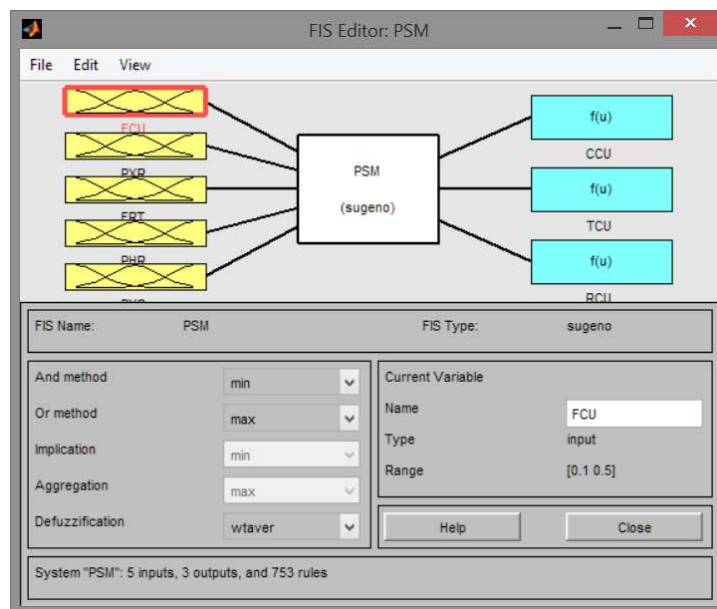 FIS Editor: PSM
File Edit View
FCU
PXR
FRT
PHR
PSM
(sugeno)
f(u)
CCU
f(u)
TCU
f(u)
RCU
FIS Name: PSM FIS Type: sugeno
And method min
Or method max
Implication min
Aggregation max
Defuzzification wtaver
Current Variable
Name FCU
Type input
Range [0.1 0.5]
Help Close
System "PSM": 5 inputs, 3 outputs, and 753 rules